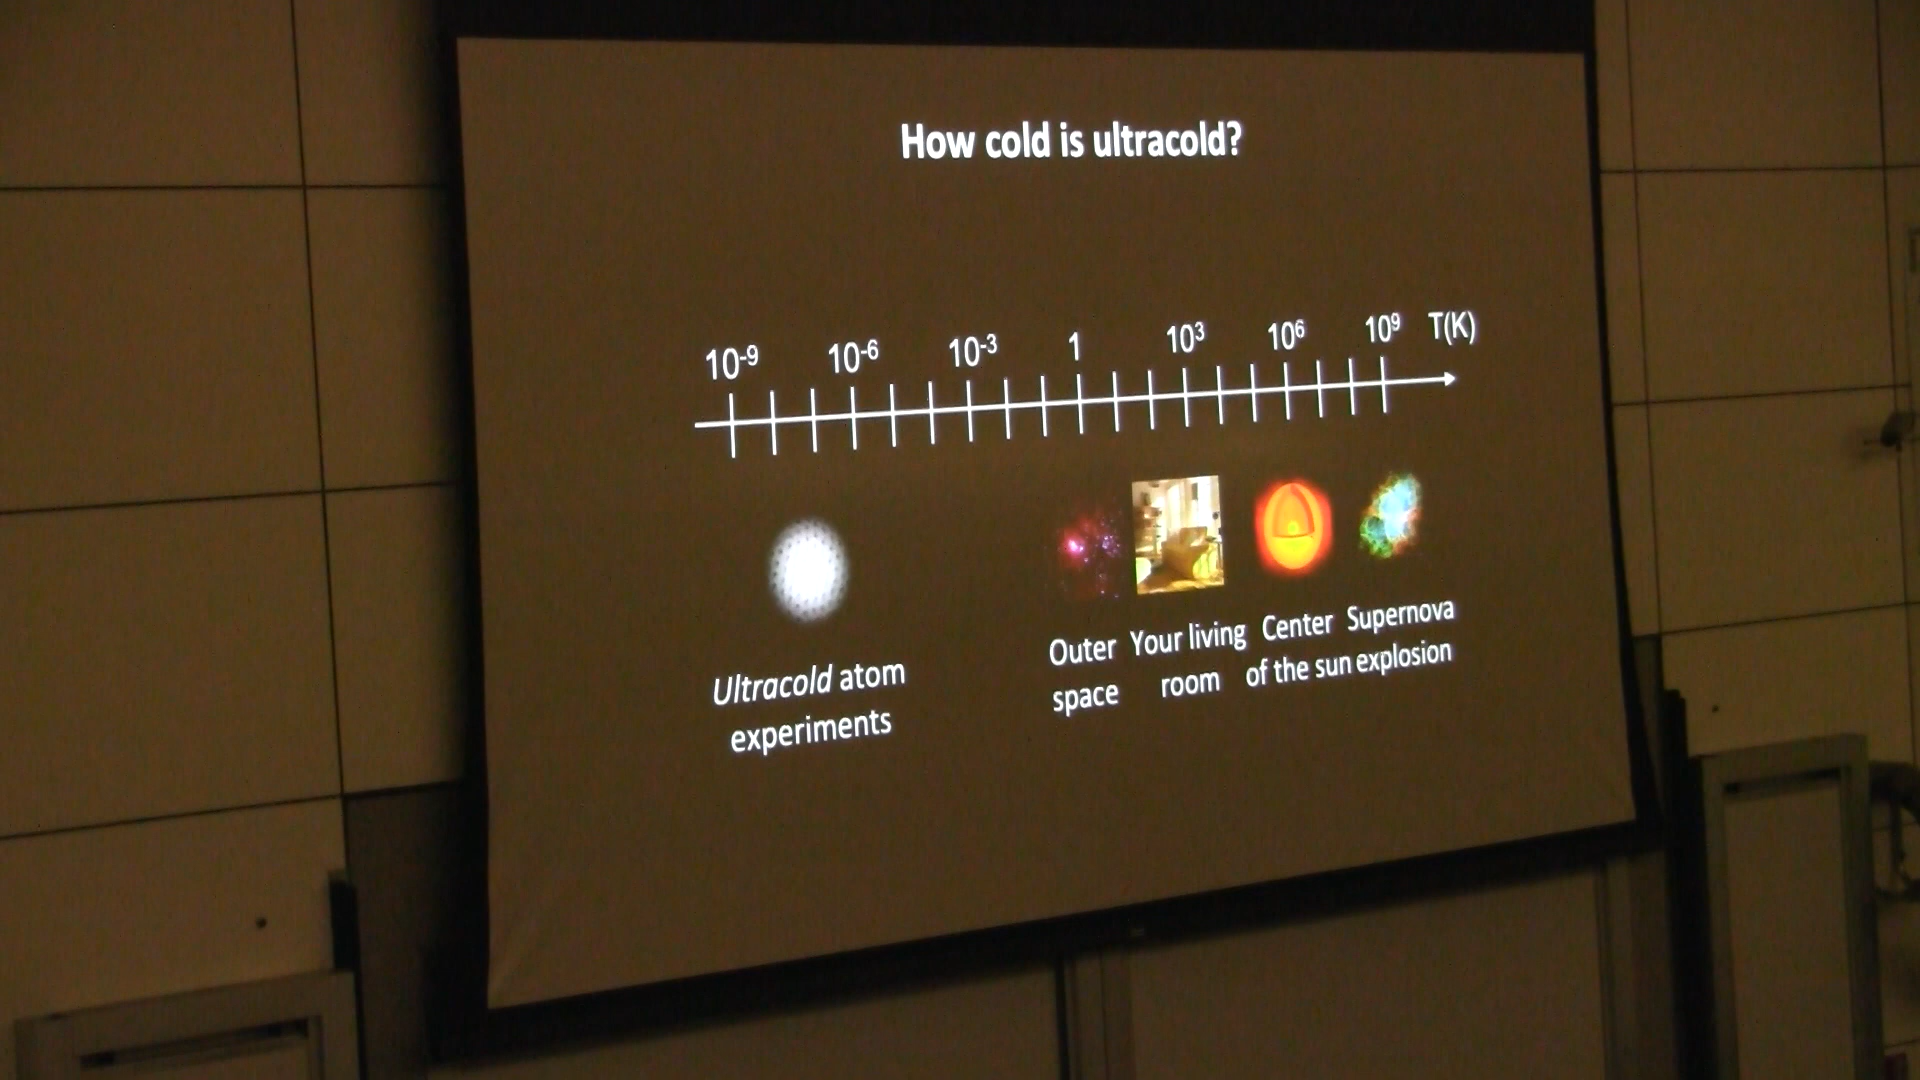 How cold is ultracold?
10⁻⁹ 10⁻⁶ 10⁻³ 1 10³ 10⁶ 10⁹ T(K)
Ultracold atom
experiments
Outer
space
Your living
room
Center
of the sun
Supernova
explosion